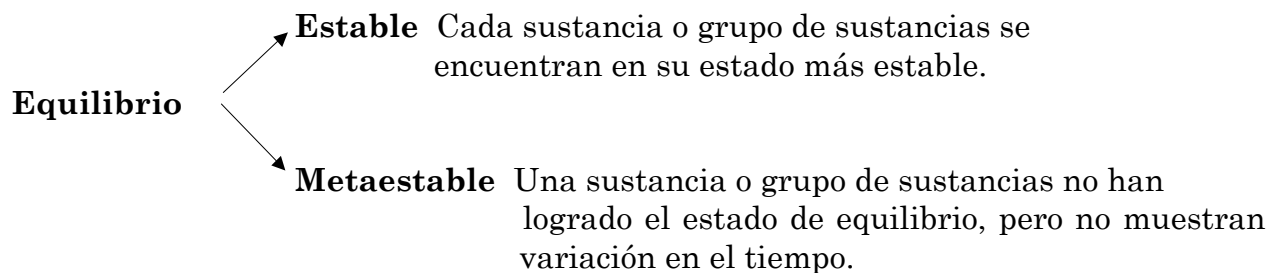 Estable Cada sustancia o grupo de sustancias se
encuentran en su estado más estable.
Equilibrio
Metaestable Una sustancia o grupo de sustancias no han
logrado el estado de equilibrio, pero no muestran
variación en el tiempo.